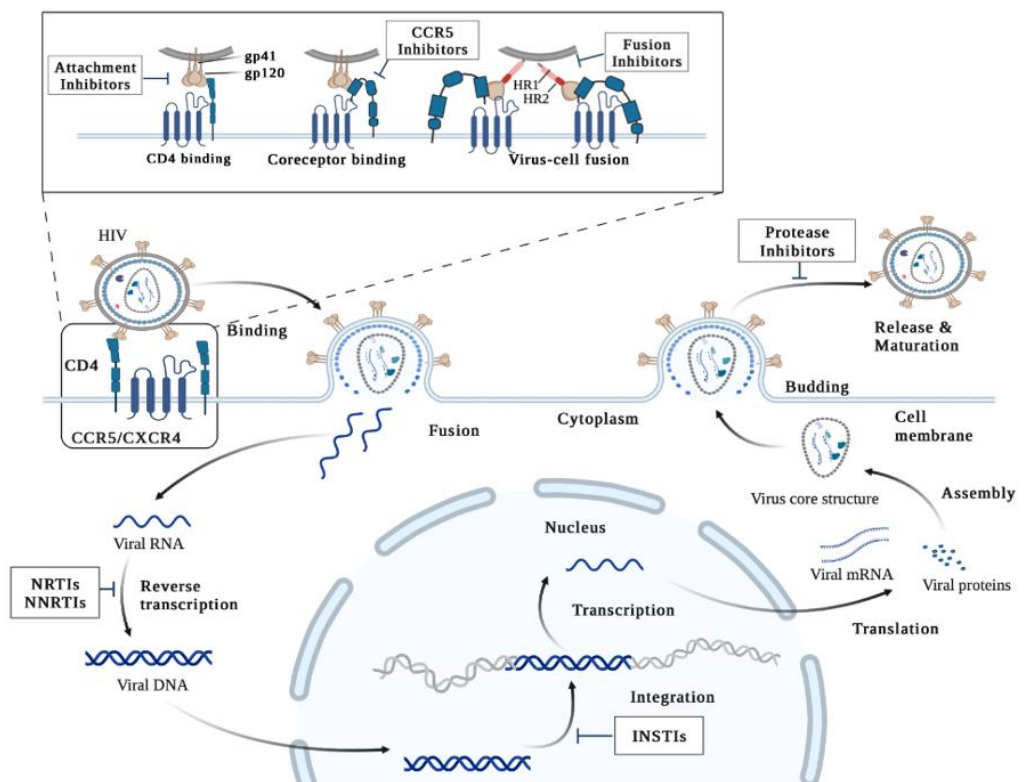 Attachment
Inhibitors
gp41
gp120
CD4 binding
CCR5
Inhibitors
Coreceptor binding
HR1
HR2
Fusion
Inhibitors
Virus-cell fusion
HIV
Binding
CD4
CCR5/CXCR4
Fusion
Cytoplasm
Protease
Inhibitors
Release &
Maturation
Budding
Cell
membrane
Virus core structure
Assembly
Viral mRNA
Viral proteins
Translation
Viral RNA
NRTIs
NNRTIs
Reverse
transcription
Viral DNA
Nucleus
Transcription
Integration
INSTIs